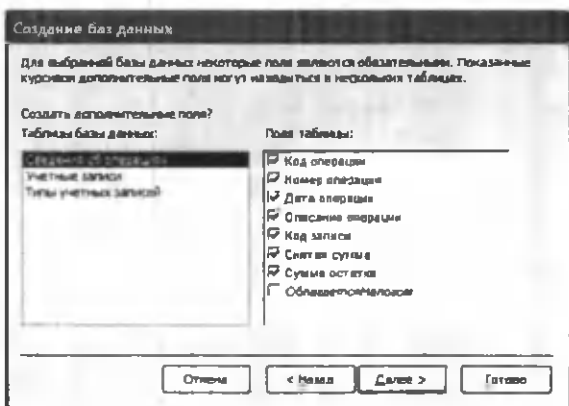 Создание баз данных
Для выбранной базы данных некоторые поля являются обязательными. Показанные
курсивом дополнительные поля могут находиться в нескольких таблицах.
Создать дополнительные поля?
Таблицы базы данных:
Поля таблицы:
Сведения об операции
Учетные записи
Типы учетных записей
Код операции
Номер операции
Дата операции
Описание операции
Код записи
Снятая сумма
Сумма остатка
ОблагаетсяНалогом
Отмена
< Назад
Далее >
Готово